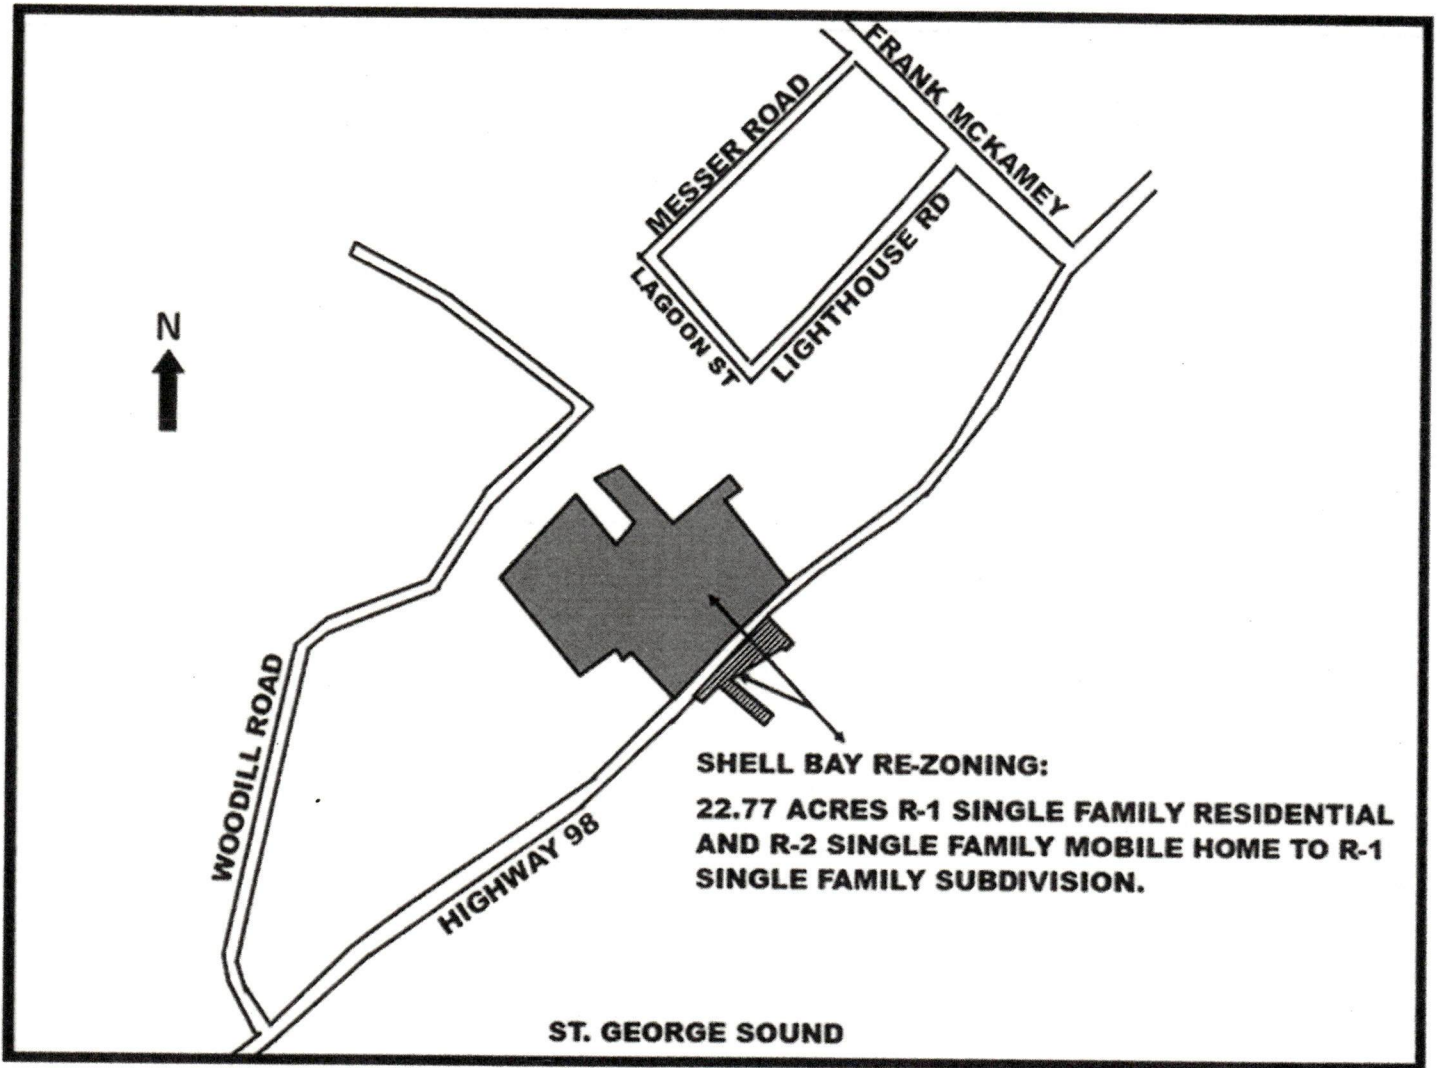 FRANK MCKAMEY
MESSER ROAD
LIGHTHOUSE RD
LAGOON ST
N
WOODILL ROAD
HIGHWAY 98
SHELL BAY RE-ZONING:
22.77 ACRES R-1 SINGLE FAMILY RESIDENTIAL
AND R-2 SINGLE FAMILY MOBILE HOME TO R-1
SINGLE FAMILY SUBDIVISION.
ST. GEORGE SOUND